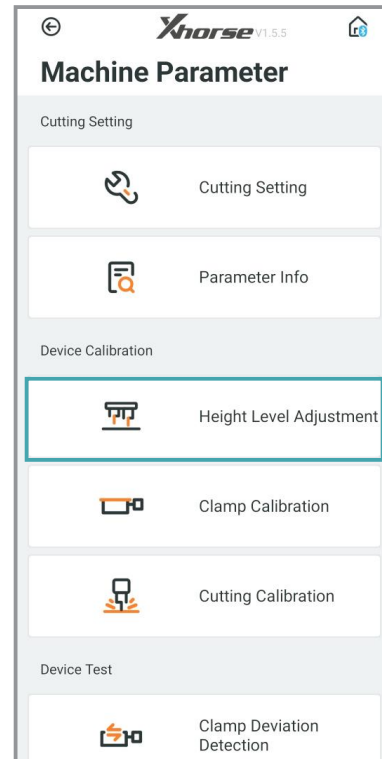 Xhorse V1.5.5
Machine Parameter
Cutting Setting
Cutting Setting
Parameter Info
Device Calibration
Height Level Adjustment
Clamp Calibration
Cutting Calibration
Device Test
Clamp Deviation
Detection